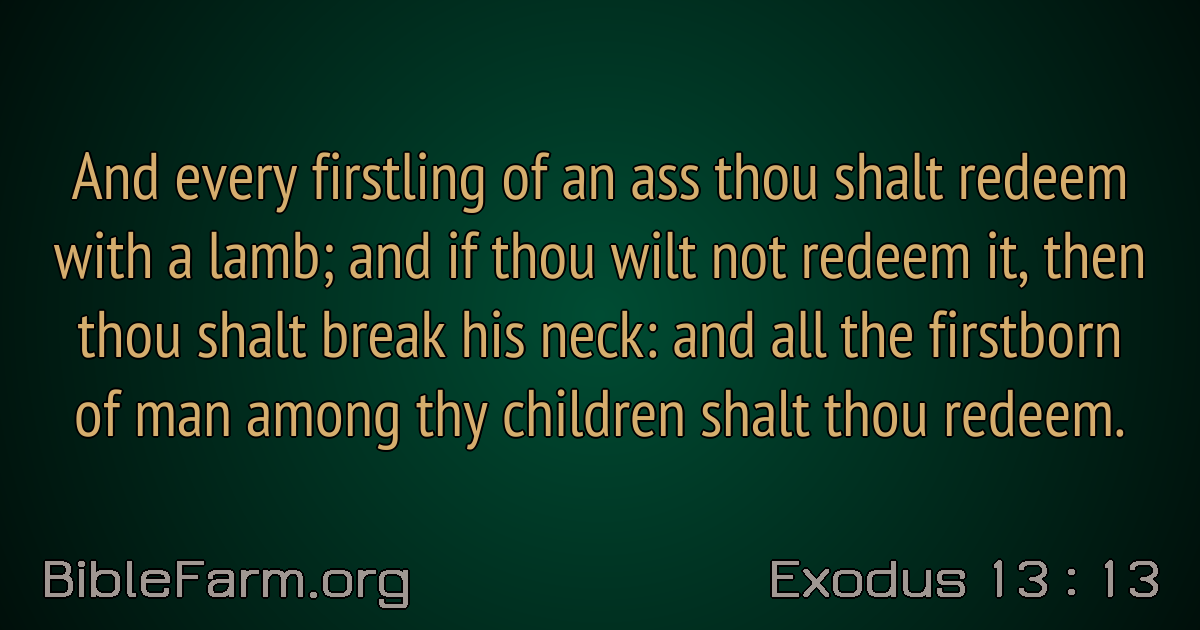 And every firstling of an ass thou shalt redeem
with a lamb; and if thou wilt not redeem it, then
thou shalt break his neck: and all the firstborn
of man among thy children shalt thou redeem.
BibleFarm.org
Exodus 13 : 13